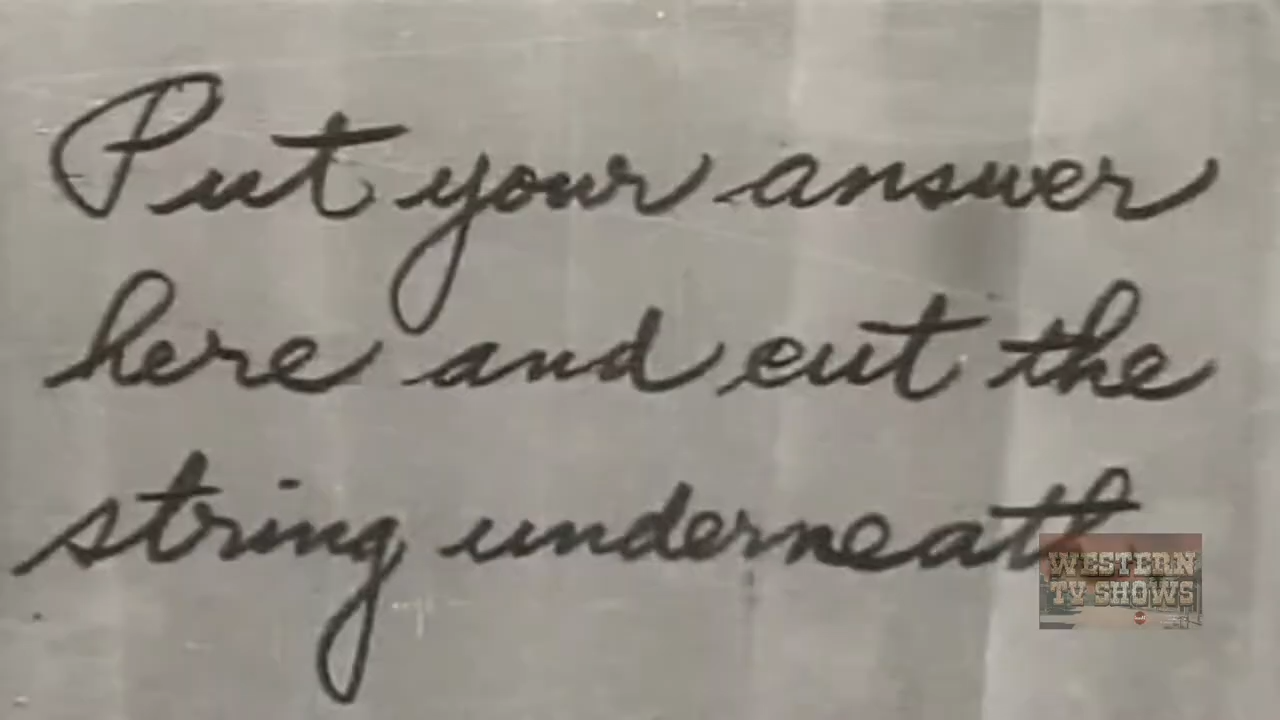 Put your answer
here and cut the
string underneath
WESTERN
TV SHOWS